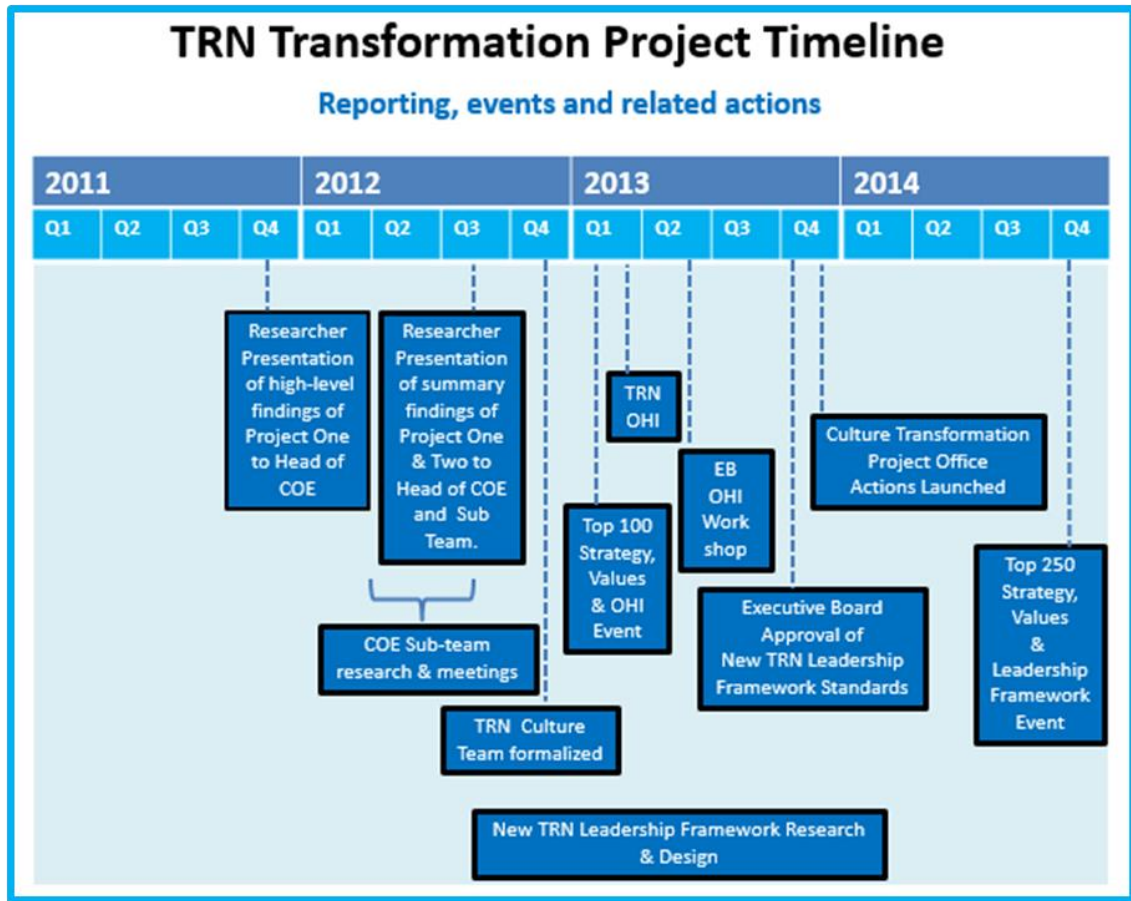 TRN Transformation Project Timeline
Reporting, events and related actions
2011 2012 2013 2014
Q1 Q2 Q3 Q4 Q1 Q2 Q3 Q4 Q1 Q2 Q3 Q4 Q1 Q2 Q3 Q4
Researcher
Presentation
of high-level
findings of
Project One
to Head of
COE
Researcher
Presentation
of summary
findings of
Project One
& Two to
Head of COE
and Sub
Team.
COE Sub-team
research & meetings
TRN Culture
Team formalized
TRN
OHI
Top 100
Strategy,
Values
& OHI
Event
EB
OHI
Work
shop
Executive Board
Approval of
New TRN Leadership
Framework Standards
Culture Transformation
Project Office
Actions Launched
Top 250
Strategy,
Values
&
Leadership
Framework
Event
New TRN Leadership Framework Research
& Design